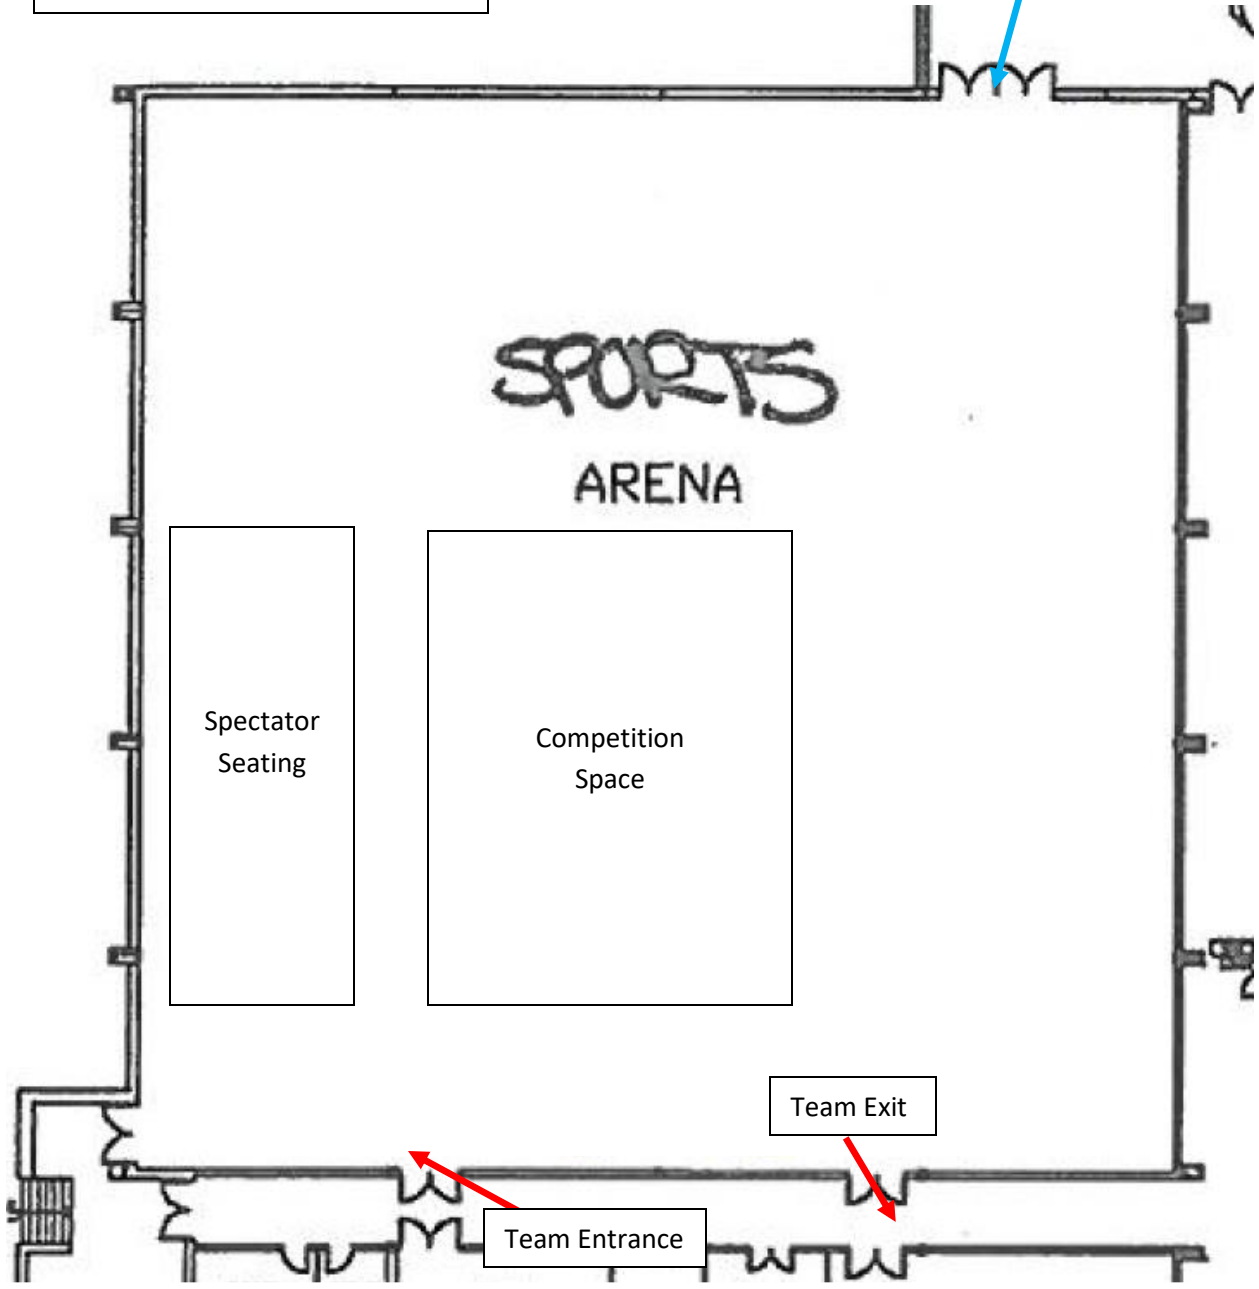 SPORTS
ARENA
Spectator
Seating
Competition
Space
Team Exit
Team Entrance